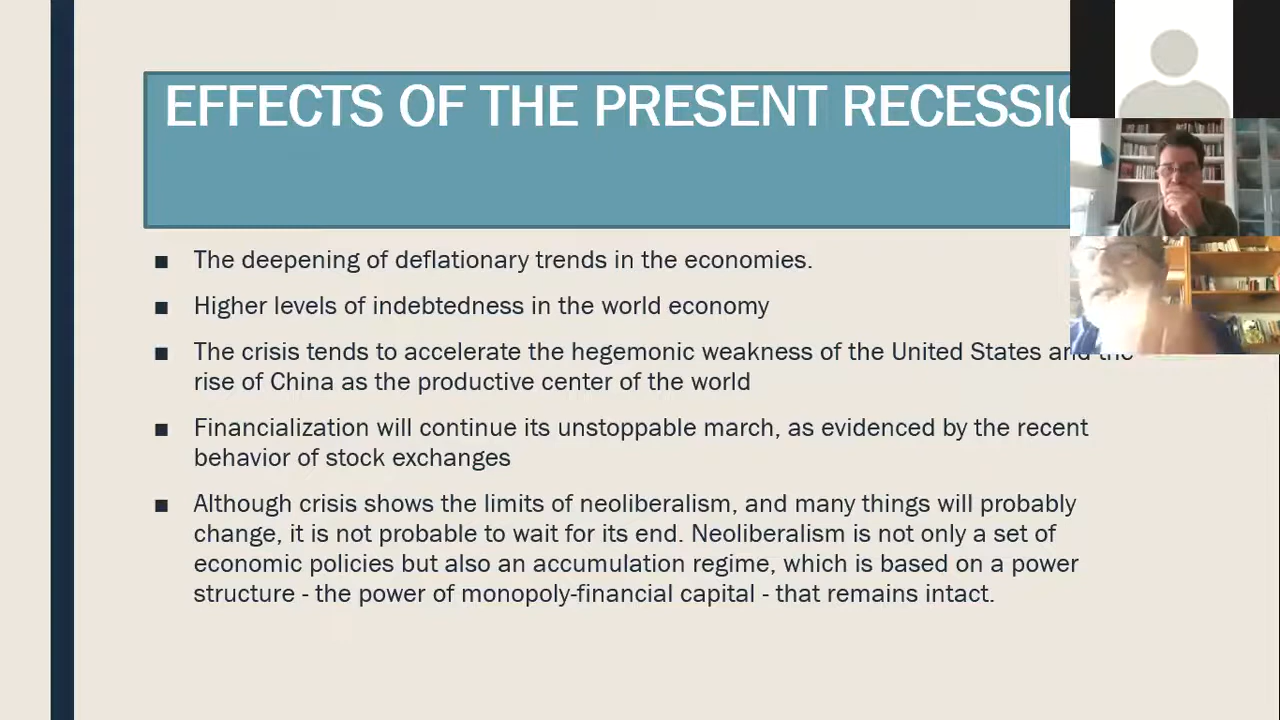 EFFECTS OF THE PRESENT
The deepening of deflationary trends in the economies.
Higher levels of indebtedness in the world economy
The crisis tends to accelerate the hegemonic weakness of the United States and the
rise of China as the productive center of the world
Financialization will continue its unstoppable march, as evidenced by the recent
behavior of stock exchanges
Although crisis shows the limits of neoliberalism, and many things will probably
change, it is not probable to wait for its end. Neoliberalism is not only a set of
economic policies but also an accumulation regime, which is based on a power
structure - the power of monopoly-financial capital - that remains intact.